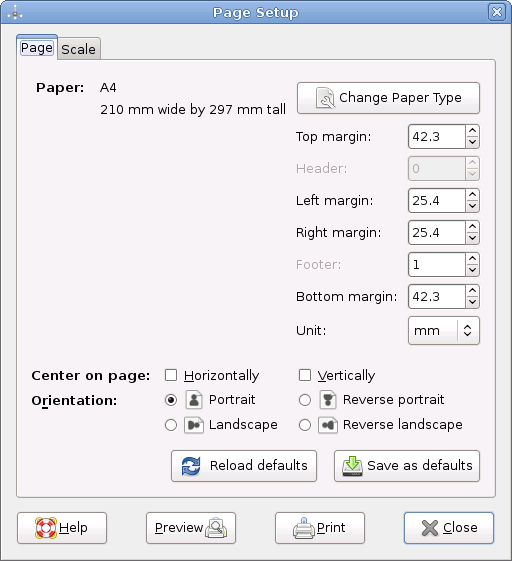 Page Setup
Page Scale
Paper: A4
210 mm wide by 297 mm tall
Change Paper Type
Top margin: 42.3
Header: 0
Left margin: 25.4
Right margin: 25.4
Footer: 1
Bottom margin: 42.3
Unit: mm
Center on page: Horizontally Vertically
Orientation: Portrait Reverse portrait
Landscape Reverse landscape
Reload defaults Save as defaults
Help Preview Print Close